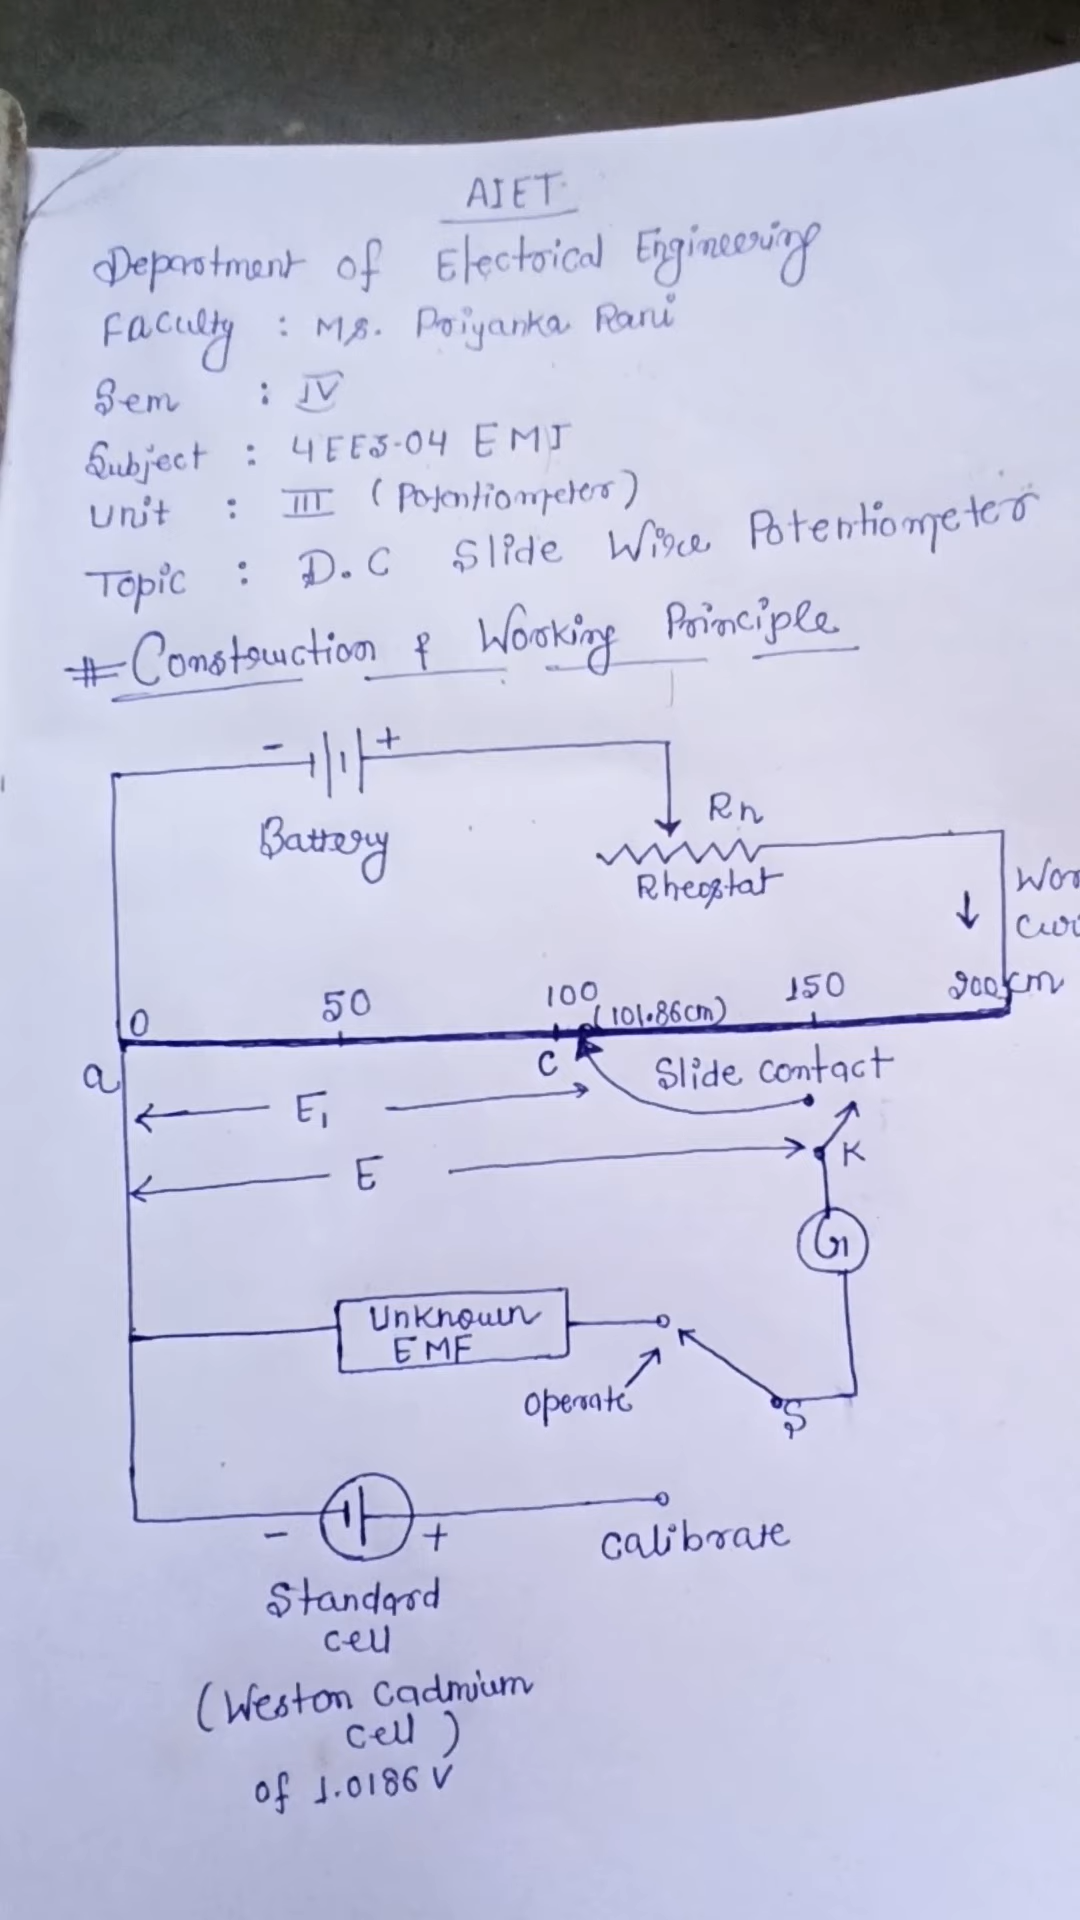 AIET
Department of Electrical Engineering
Faculty : Ms. Priyanka Rani
Sem : IV
Subject : 4EE3-04 EMI
Unit : III (Potentiometer)
Topic : D.C Slide Wire Potentiometer
# Construction & Working Principle
- +
Battery
Rh
Rheostat
0 50 100 150 200 cm
(101.86cm)
a
C
Slide contact
E1
E
K
G
Unknown
EMF
Operate
S
- +
Calibrate
Standard
cell
(Weston Cadmium
cell)
of 1.0186 V